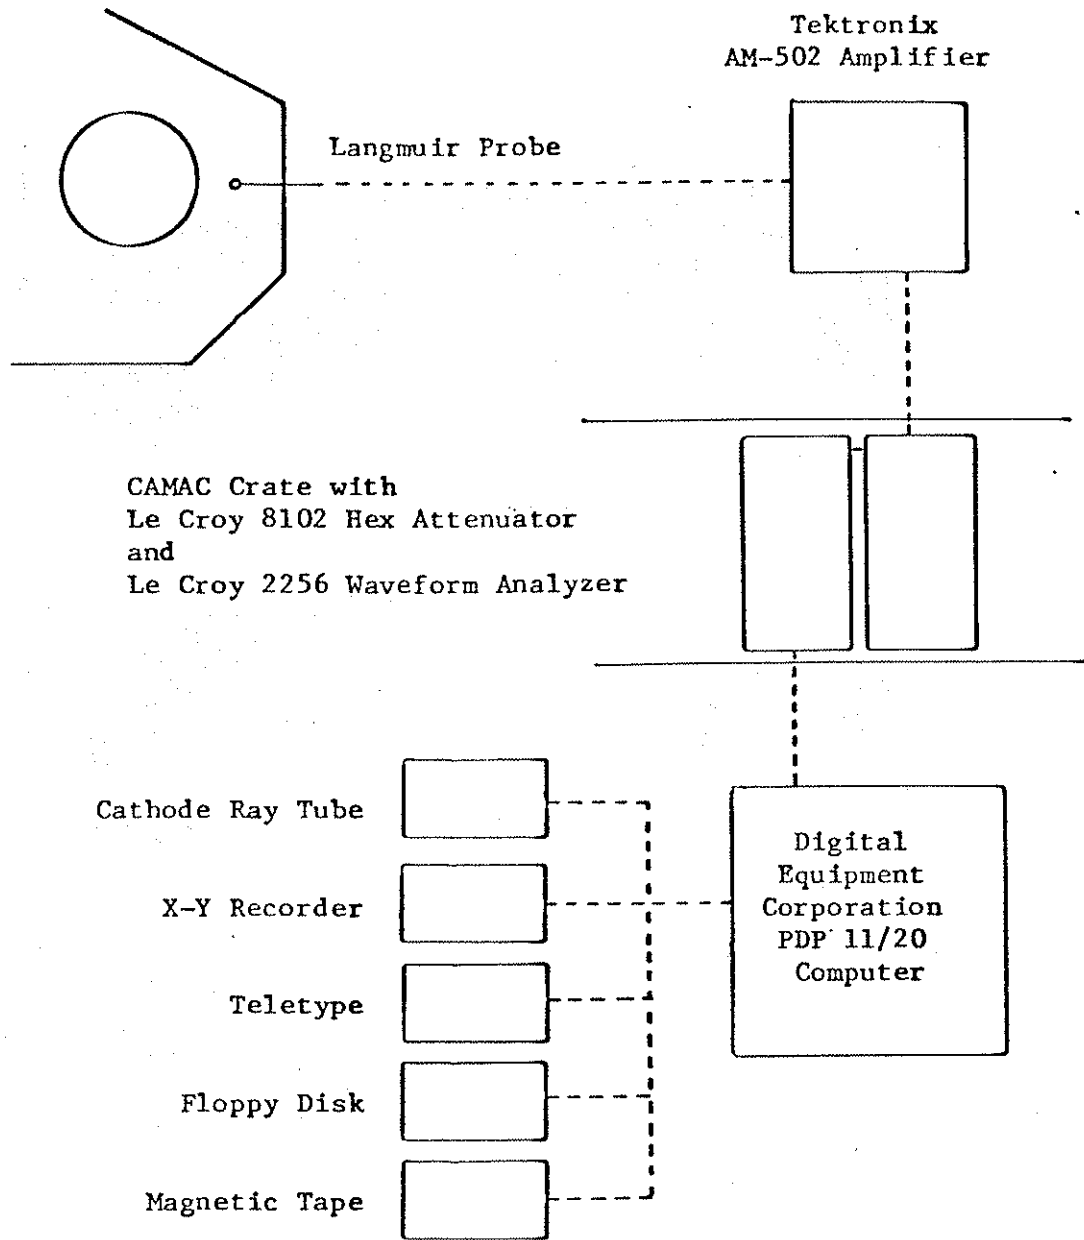 Tektronix
AM-502 Amplifier
Langmuir Probe
CAMAC Crate with
Le Croy 8102 Hex Attenuator
and
Le Croy 2256 Waveform Analyzer
Cathode Ray Tube
X-Y Recorder
Teletype
Floppy Disk
Magnetic Tape
Digital
Equipment
Corporation
PDP 11/20
Computer